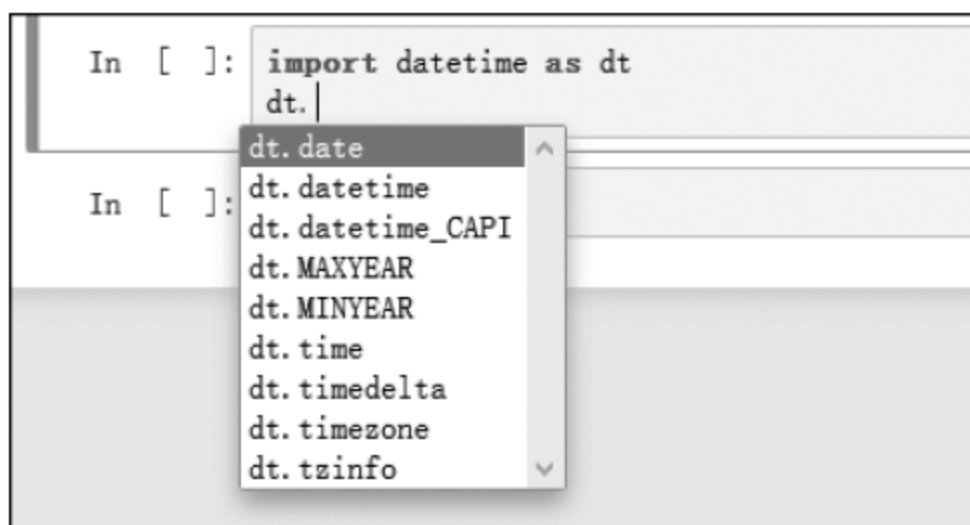 In [ ]: import datetime as dt
dt.
dt.date
dt.datetime
In [ ]:
dt.datetime_CAPI
dt.MAXYEAR
dt.MINYEAR
dt.time
dt.timedelta
dt.timezone
dt.tzinfo